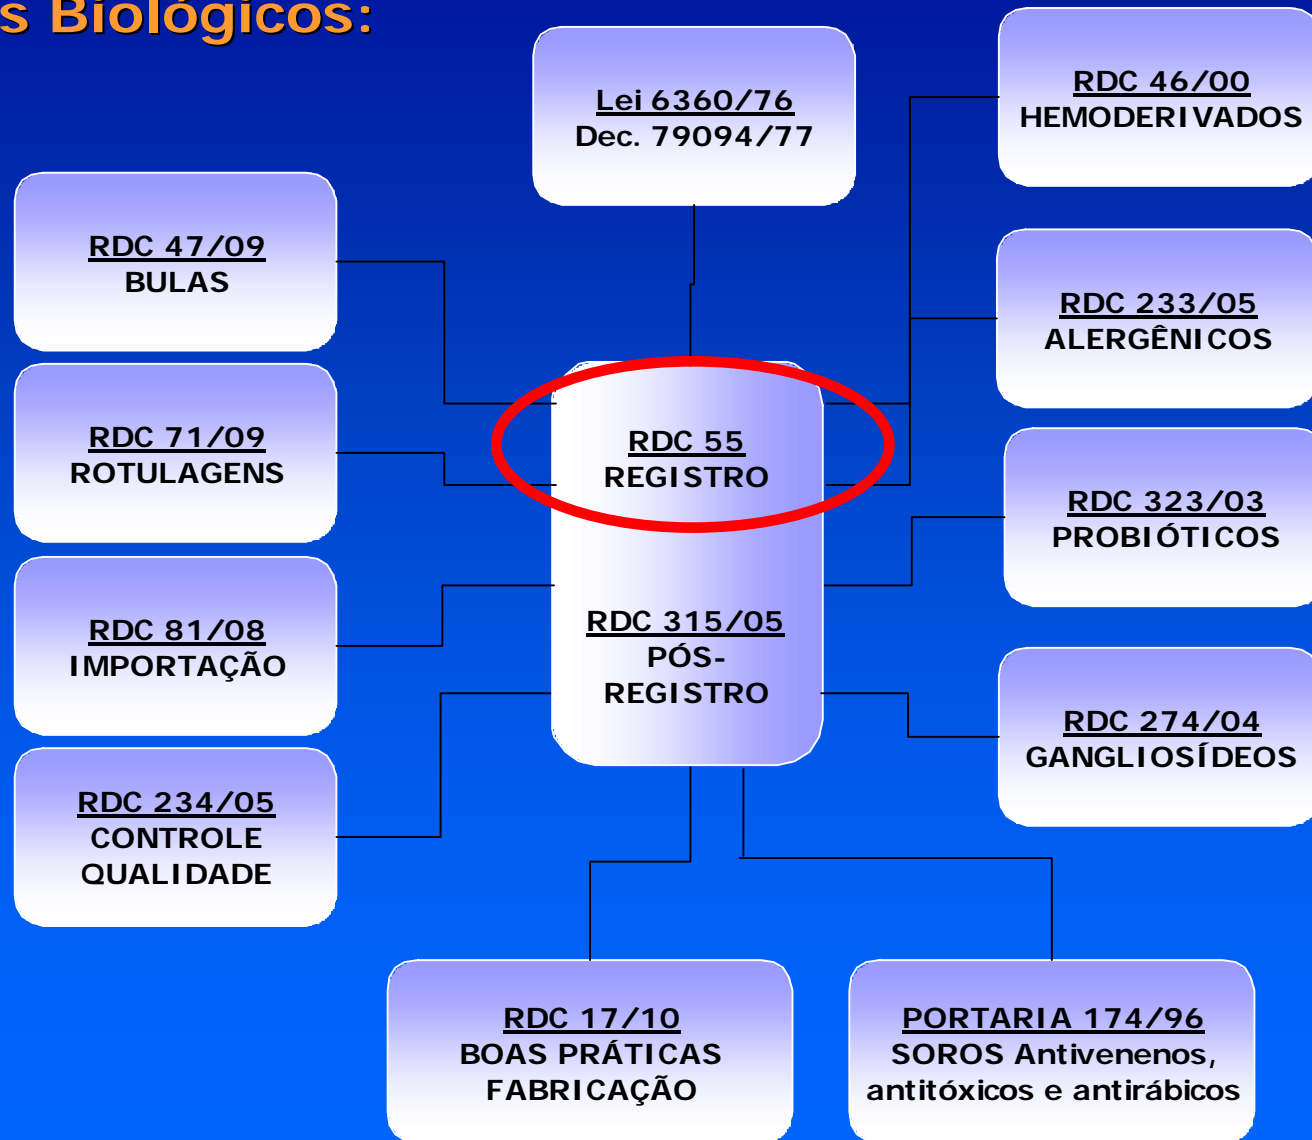 s Biológicos:
Lei 6360/76
Dec. 79094/77
RDC 46/00
HEMODERIVADOS
RDC 47/09
BULAS
RDC 233/05
ALERGÊNICOS
RDC 71/09
ROTULAGENS
RDC 55
REGISTRO
RDC 323/03
PROBIÓTICOS
RDC 81/08
IMPORTAÇÃO
RDC 315/05
PÓS-
REGISTRO
RDC 274/04
GANGLIOSÍDEOS
RDC 234/05
CONTROLE
QUALIDADE
RDC 17/10
BOAS PRÁTICAS
FABRICAÇÃO
PORTARIA 174/96
SOROS Antivenenos,
antitóxicos e antirábicos